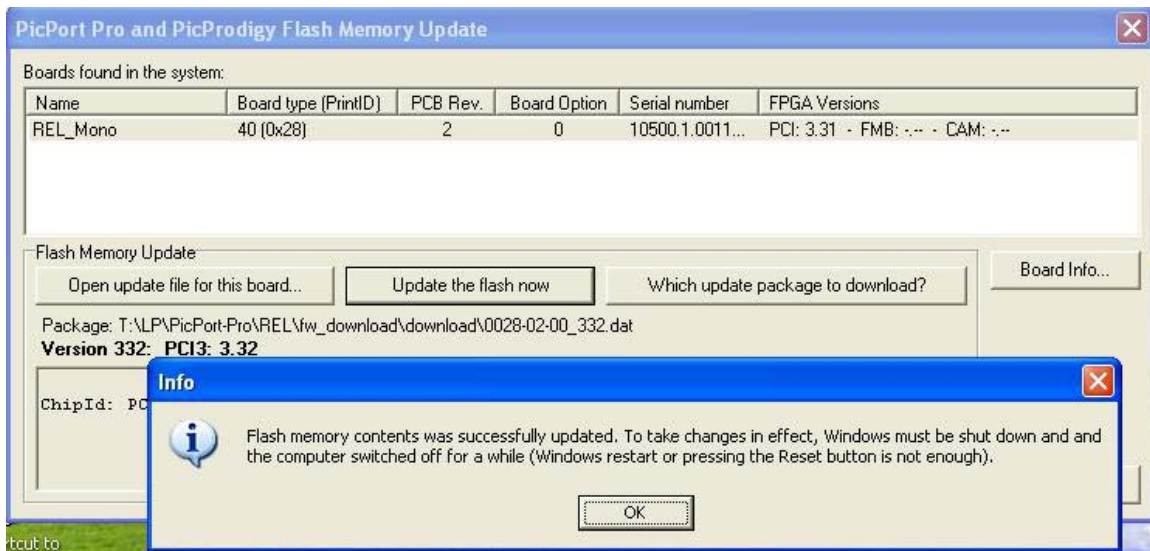 PicPort Pro and PicProdigy Flash Memory Update
Boards found in the system:
Name Board type (PrintID) PCB Rev. Board Option Serial number FPGA Versions
REL_Mono 40 (0x28) 2 0 10500.1.0011... PCI: 3.31 - FMB: -.-- - CAM: -.--
Flash Memory Update
Open update file for this board... Update the flash now Which update package to download? Board Info...
Package: T:\LP\PicPort-Pro\REL\fw_download\download\0028-02-00_332.dat
Version 332: PCI3: 3.32
Info
ChipId: PC
Flash memory contents was successfully updated. To take changes in effect, Windows must be shut down and and
the computer switched off for a while (Windows restart or pressing the Reset button is not enough).
OK
tcut to